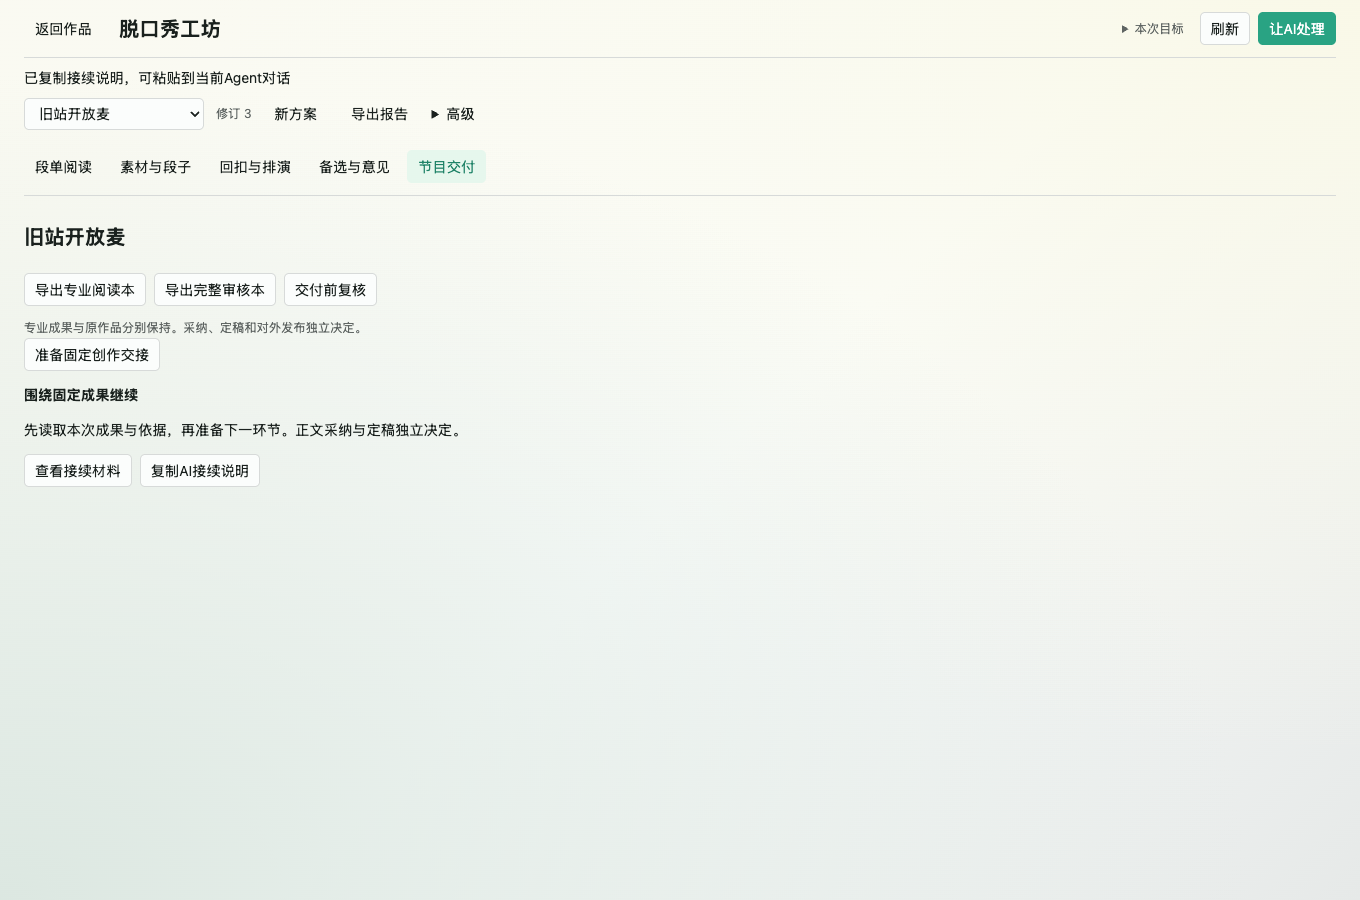 返回作品 脱口秀工坊 ▶ 本次目标 刷新 让AI处理
已复制接续说明，可粘贴到当前Agent对话
旧站开放麦 修订 3 新方案 导出报告 ▶ 高级
段单阅读 素材与段子 回扣与排演 备选与意见 节目交付
旧站开放麦
导出专业阅读本 导出完整审核本 交付前复核
专业成果与原作品分别保持。采纳、定稿和对外发布独立决定。
准备固定创作交接
围绕固定成果继续
先读取本次成果与依据，再准备下一环节。正文采纳与定稿独立决定。
查看接续材料 复制AI接续说明